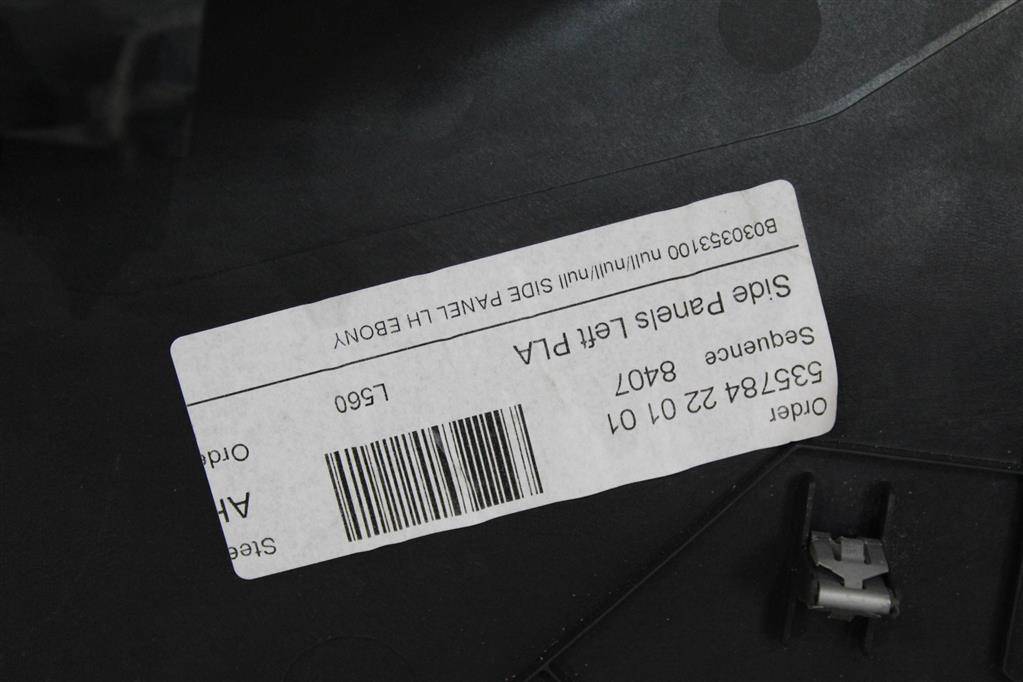 Order
535784 22 01 01
Sequence 8407
Side Panels Left PLA
L560
B030353100 null/null/null SIDE PANEL LH EBONY
Stee
AH
Orde